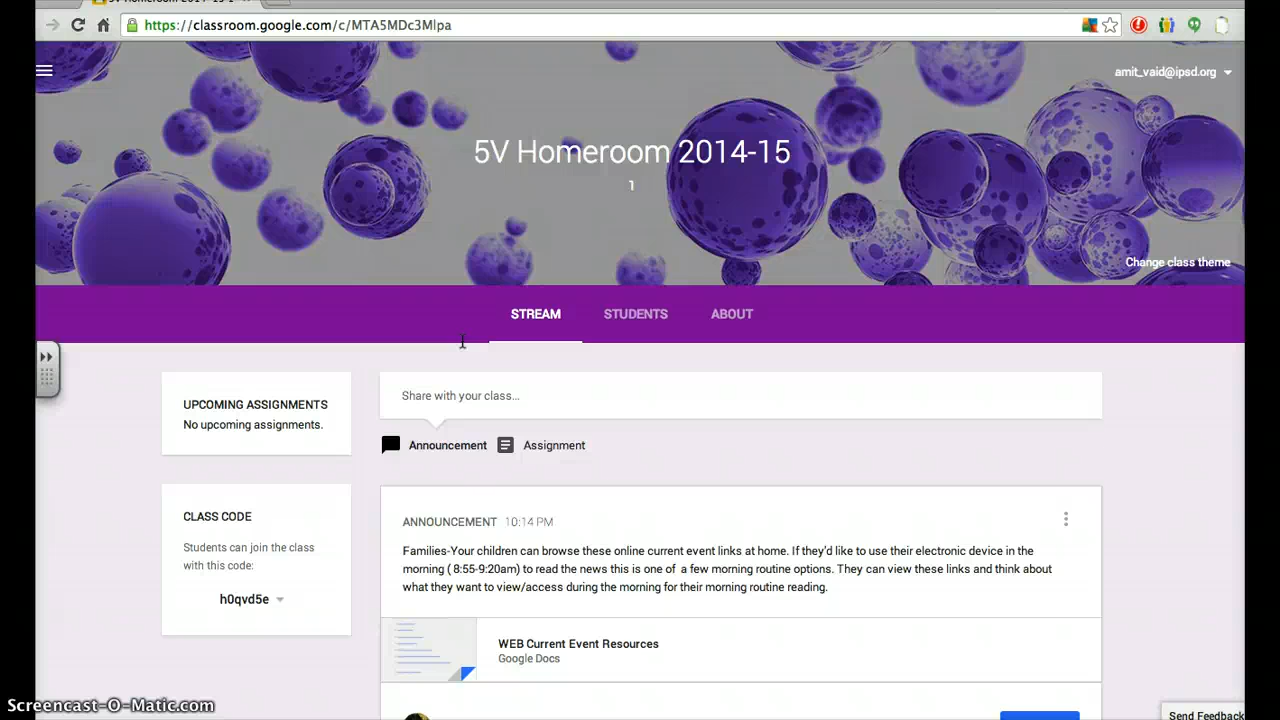 5V Homeroom 2014-15
https://classroom.google.com/c/MTA5MDc3Mlpa
amit_vaid@ipsd.org
5V Homeroom 2014-15
1
Change class theme
STREAM STUDENTS ABOUT
UPCOMING ASSIGNMENTS
No upcoming assignments.
Share with your class...
Announcement Assignment
CLASS CODE
Students can join the class
with this code:
h0qvd5e
ANNOUNCEMENT 10:14 PM
Families-Your children can browse these online current event links at home. If they'd like to use their electronic device in the
morning ( 8:55-9:20am) to read the news this is one of a few morning routine options. They can view these links and think about
what they want to view/access during the morning for their morning routine reading.
WEB Current Event Resources
Google Docs
Screencast-O-Matic.com
Send Feedback